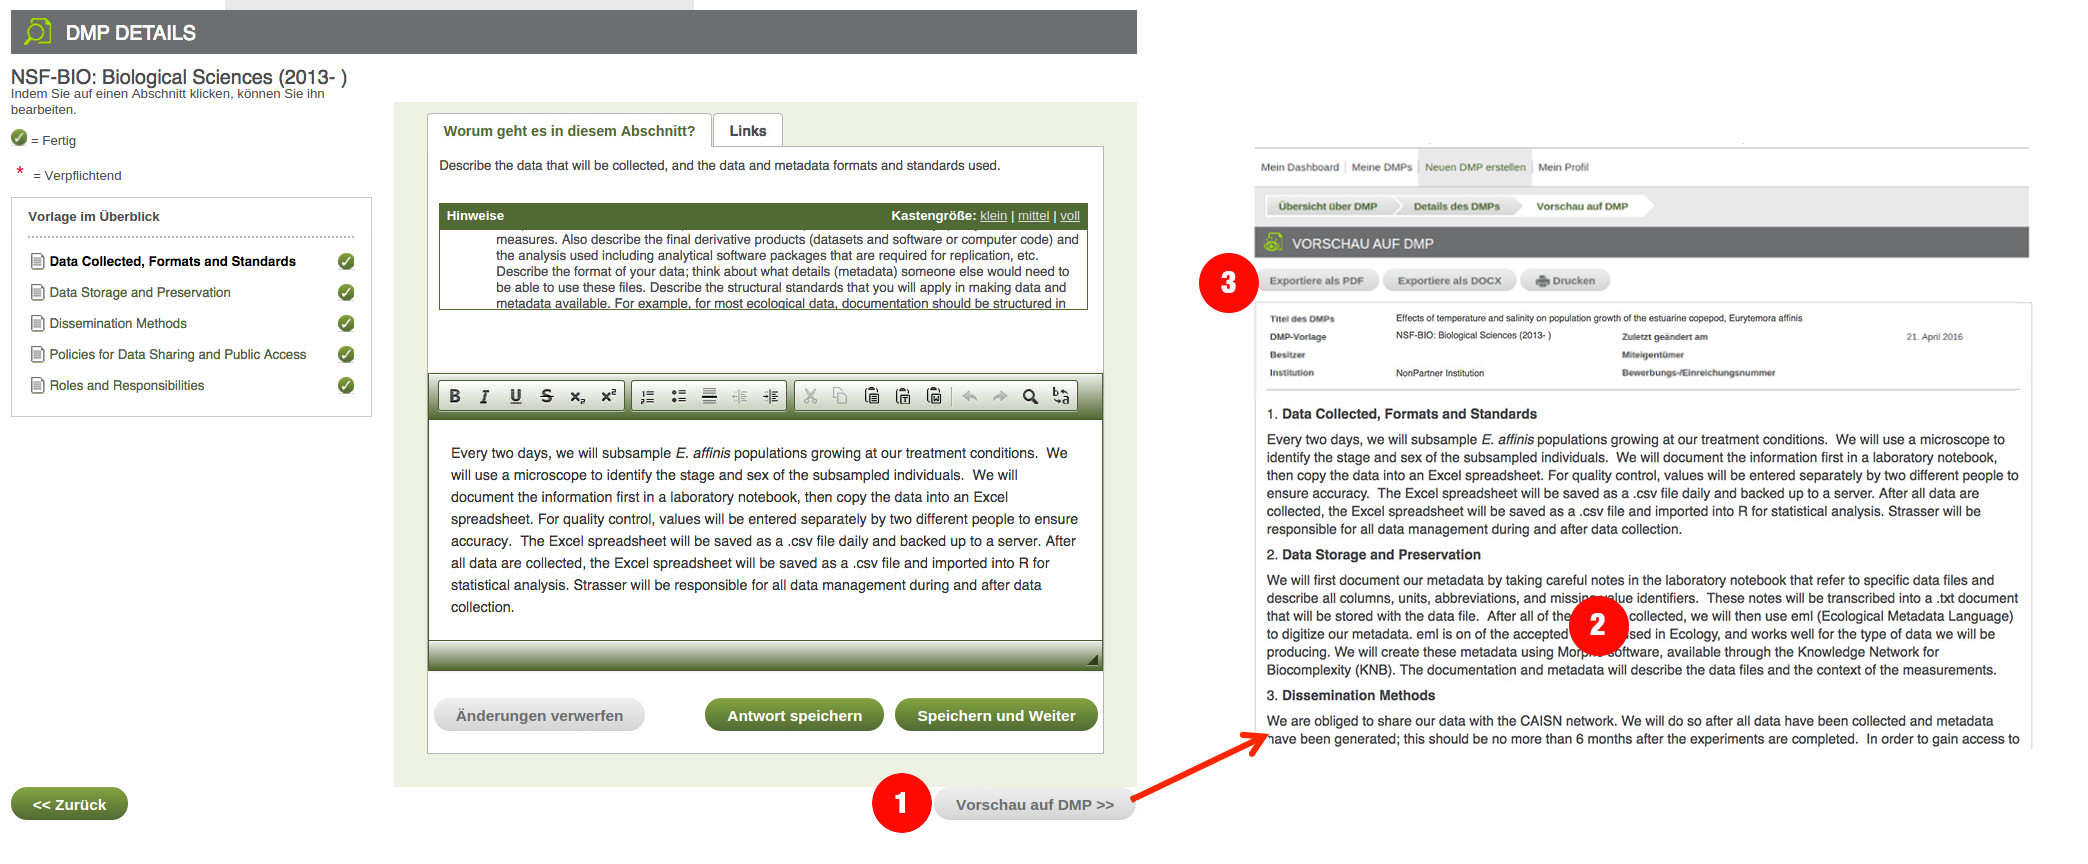 DMP DETAILS
NSF-BIO: Biological Sciences (2013- )
Indem Sie auf einen Abschnitt klicken, können Sie ihn
bearbeiten.
= Fertig
* = Verpflichtend
Vorlage im Überblick
Data Collected, Formats and Standards
Data Storage and Preservation
Dissemination Methods
Policies for Data Sharing and Public Access
Roles and Responsibilities
<< Zurück
Worum geht es in diesem Abschnitt? Links
Describe the data that will be collected, and the data and metadata formats and standards used.
Hinweise Kastengröße: klein | mittel | voll
measures. Also describe the final derivative products (datasets and software or computer code) and
the analysis used including analytical software packages that are required for replication, etc.
Describe the format of your data; think about what details (metadata) someone else would need to
be able to use these files. Describe the structural standards that you will apply in making data and
metadata available. For example, for most ecological data, documentation should be structured in
B I U S x₂ x²
Every two days, we will subsample E. affinis populations growing at our treatment conditions. We
will use a microscope to identify the stage and sex of the subsampled individuals. We will
document the information first in a laboratory notebook, then copy the data into an Excel
spreadsheet. For quality control, values will be entered separately by two different people to ensure
accuracy. The Excel spreadsheet will be saved as a .csv file daily and backed up to a server. After
all data are collected, the Excel spreadsheet will be saved as a .csv file and imported into R for
statistical analysis. Strasser will be responsible for all data management during and after data
collection.
Änderungen verwerfen Antwort speichern Speichern und Weiter
1 Vorschau auf DMP >>
Mein Dashboard | Meine DMPs | Neuen DMP erstellen | Mein Profil
Übersicht über DMP Details des DMPs Vorschau auf DMP
VORSCHAU AUF DMP
3 Exportiere als PDF Exportiere als DOCX Drucken
Titel des DMPs Effects of temperature and salinity on population growth of the estuarine copepod, Eurytemora affinis
DMP-Vorlage NSF-BIO: Biological Sciences (2013- ) Zuletzt geändert am 21. April 2016
Besitzer Miteigentümer
Institution NonPartner Institution Bewerbungs-/Einreichungsnummer
1. Data Collected, Formats and Standards
Every two days, we will subsample E. affinis populations growing at our treatment conditions. We will use a microscope to
identify the stage and sex of the subsampled individuals. We will document the information first in a laboratory notebook,
then copy the data into an Excel spreadsheet. For quality control, values will be entered separately by two different people to
ensure accuracy. The Excel spreadsheet will be saved as a .csv file daily and backed up to a server. After all data are
collected, the Excel spreadsheet will be saved as a .csv file and imported into R for statistical analysis. Strasser will be
responsible for all data management during and after data collection.
2. Data Storage and Preservation
We will first document our metadata by taking careful notes in the laboratory notebook that refer to specific data files and
describe all columns, units, abbreviations, and missing value identifiers. These notes will be transcribed into a .txt document
that will be stored with the data file. After all of the collected, we will then use eml (Ecological Metadata Language)
to digitize our metadata. eml is on of the accepted 2 used in Ecology, and works well for the type of data we will be
producing. We will create these metadata using Morpho software, available through the Knowledge Network for
Biocomplexity (KNB). The documentation and metadata will describe the data files and the context of the measurements.
3. Dissemination Methods
We are obliged to share our data with the CAISN network. We will do so after all data have been collected and metadata
have been generated; this should be no more than 6 months after the experiments are completed. In order to gain access to